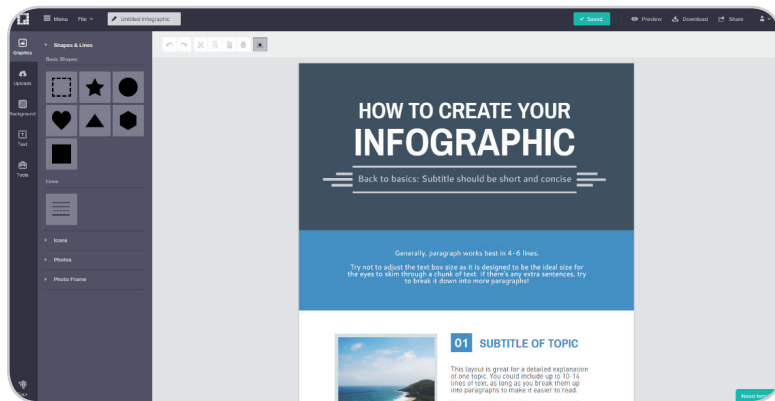 Menu
File
Untitled Infographic
Saved
Preview
Download
Share
Graphics
Uploads
Background
Text
Tools
Shapes & Lines
Basic Shapes
Lines
Icons
Photos
Photo Frame
HOW TO CREATE YOUR
INFOGRAPHIC
Back to basics: Subtitle should be short and concise
Generally, paragraph works best in 4-6 lines.
Try not to adjust the text box size as it is designed to be the ideal size for
the eyes to skim through a chunk of text. If there's any extra sentences, try
to break it down into more paragraphs!
01 SUBTITLE OF TOPIC
This layout is great for a detailed explanation
of one topic. You could include up to 10-14
lines of text, as long as you break them up
into paragraphs to make it easier to read.
Need help